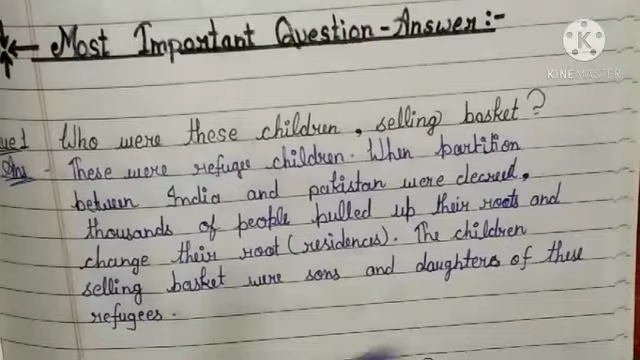 Most Important Question-Answer:-
KINEMASTER
Que1 Who were these children, selling basket?
Ans - These were refugee children. When partition
between India and pakistan were decreed,
thousands of people pulled up their roots and
change their root (residences). The children
selling basket were sons and daughters of these
refugees.